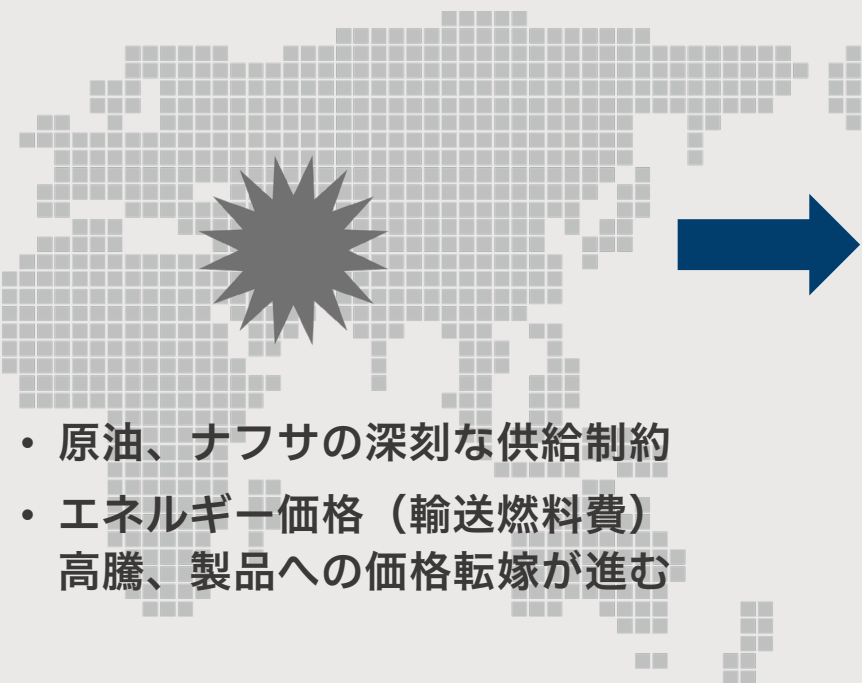 • 原油、ナフサの深刻な供給制約
• エネルギー価格（輸送燃料費）
高騰、製品への価格転嫁が進む